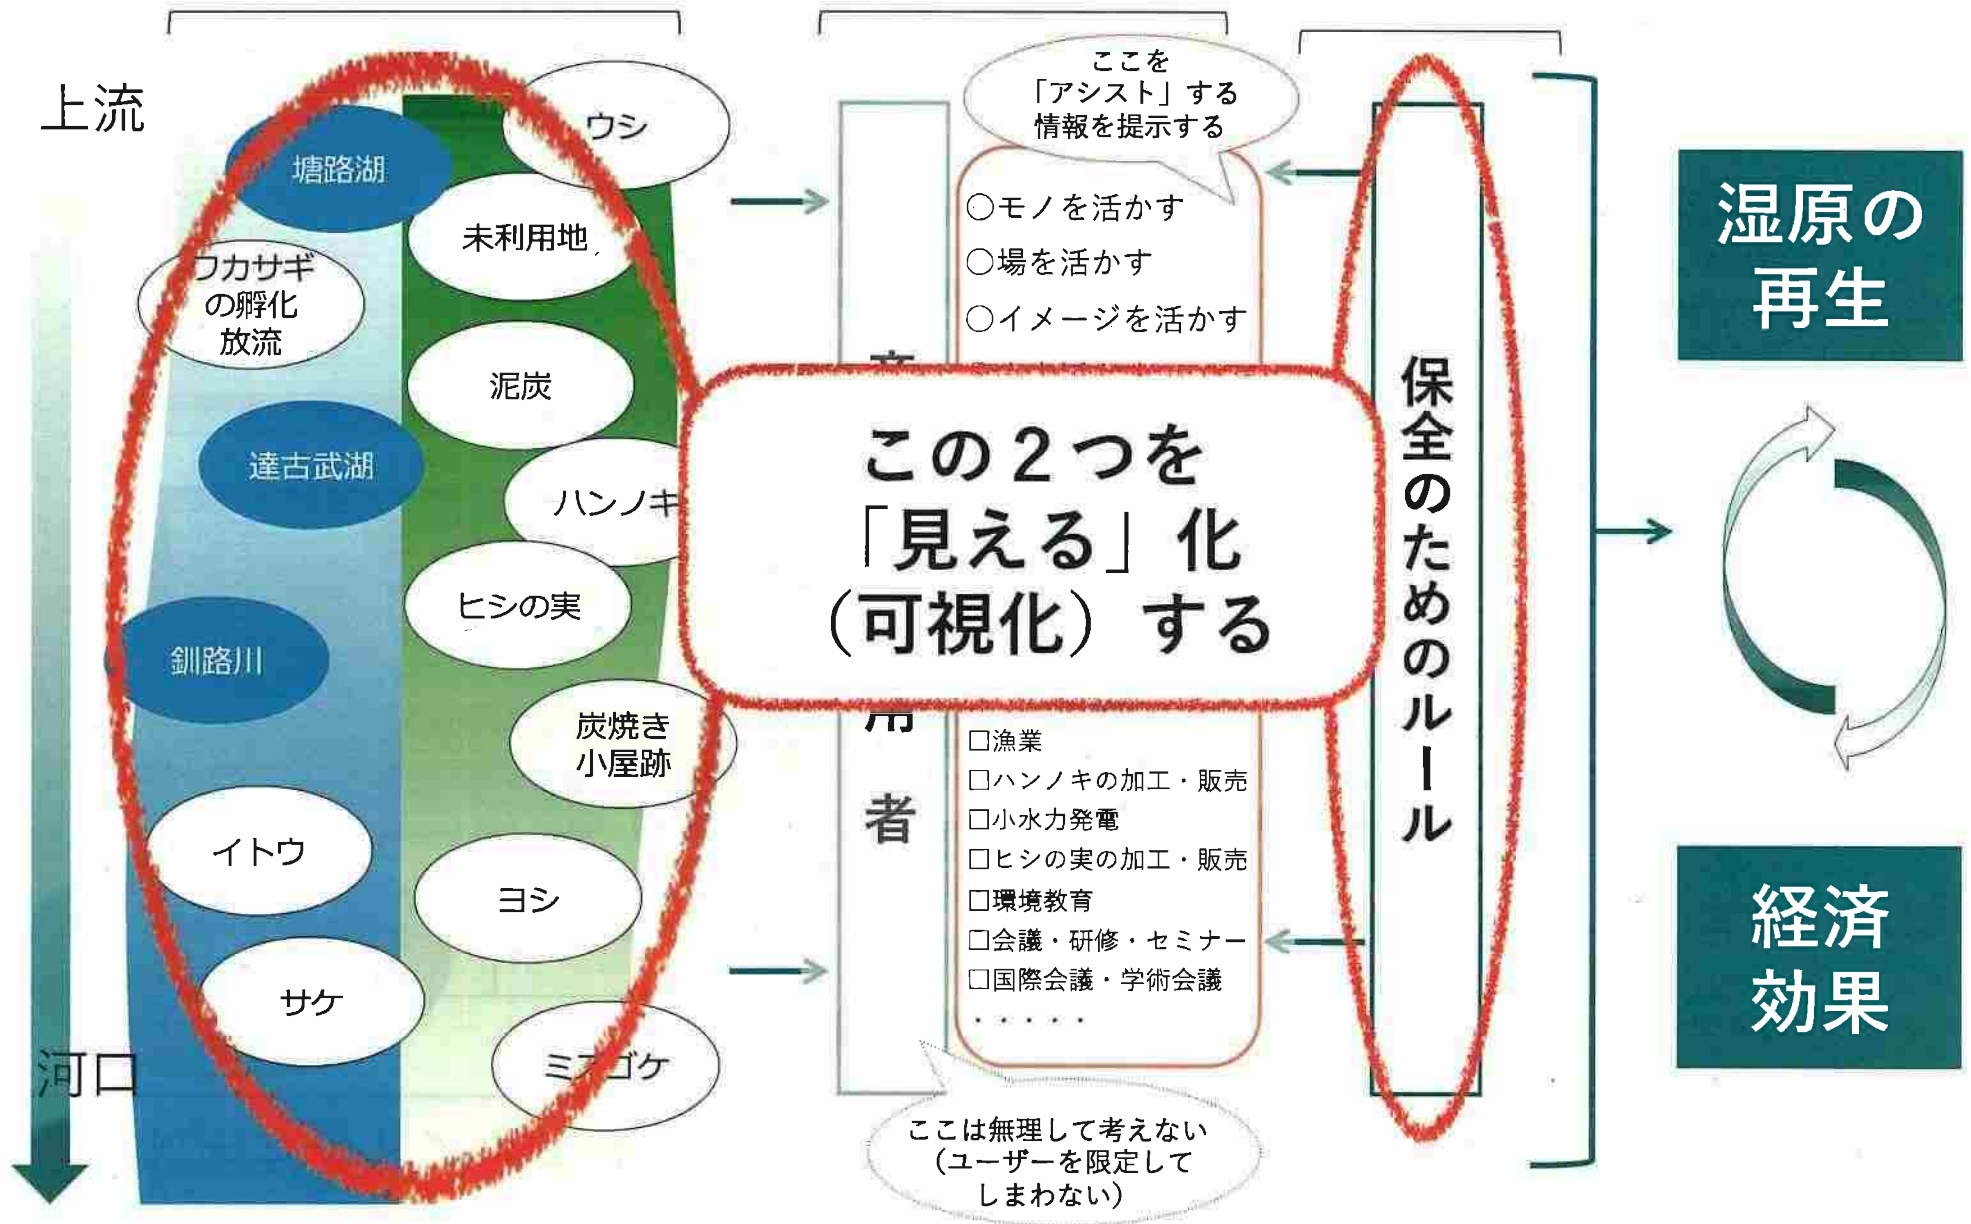 上流
塘路湖
ウシ
未利用地
ワカサギ
の孵化
放流
泥炭
達古武湖
ハンノキ
ヒシの実
釧路川
炭焼き
小屋跡
イトウ
ヨシ
サケ
ミズゴケ
河口
ここを
「アシスト」する
情報を提示する
○モノを活かす
○場を活かす
○イメージを活かす
この2つを
「見える」化
（可視化）する
用
者
□漁業
□ハンノキの加工・販売
□小水力発電
□ヒシの実の加工・販売
□環境教育
□会議・研修・セミナー
□国際会議・学術会議
・・・・・
ここは無理して考えない
（ユーザーを限定して
しまわない）
保全のためのルール
湿原の
再生
経済
効果